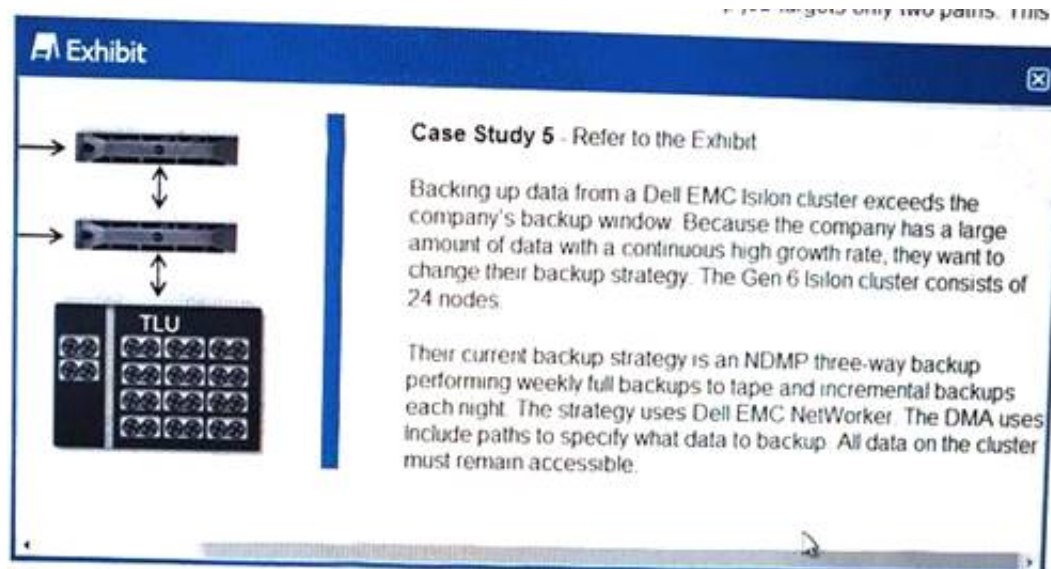 targets only two paths. This
Exhibit
Case Study 5 - Refer to the Exhibit
Backing up data from a Dell EMC Isilon cluster exceeds the
company's backup window. Because the company has a large
amount of data with a continuous high growth rate, they want to
change their backup strategy. The Gen 6 Isilon cluster consists of
24 nodes.
Their current backup strategy is an NDMP three-way backup
performing weekly full backups to tape and incremental backups
each night. The strategy uses Dell EMC NetWorker. The DMA uses
include paths to specify what data to backup. All data on the cluster
must remain accessible.
TLU